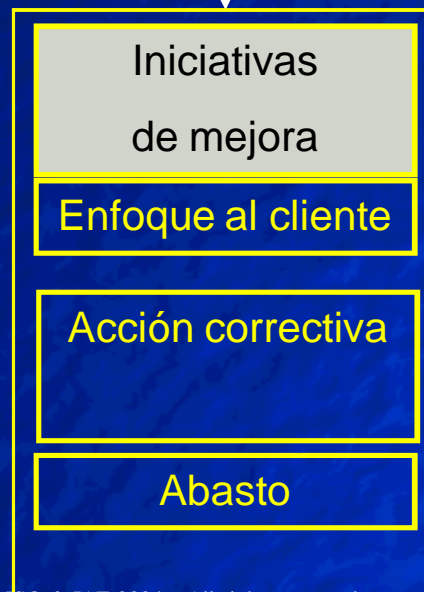 Iniciativas
de mejora
Enfoque al cliente
Acción correctiva
Abasto